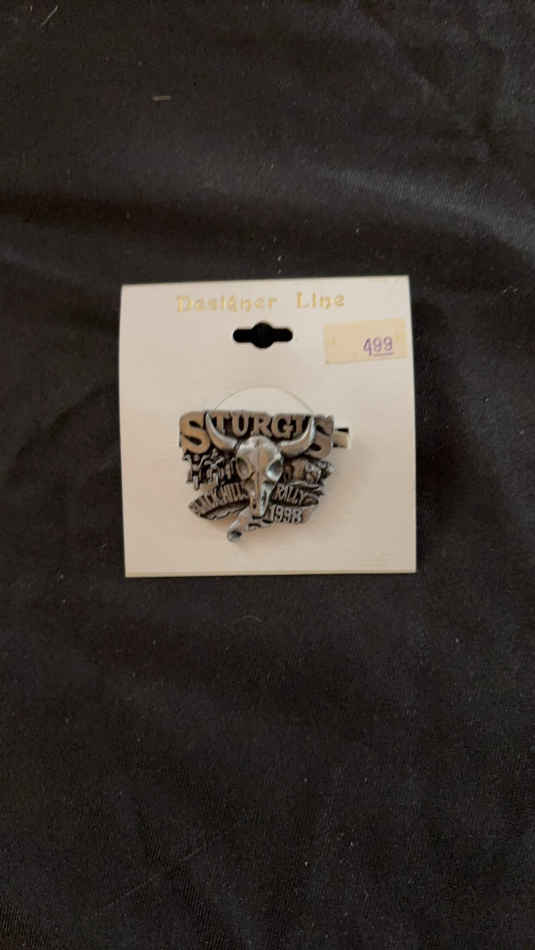 Designer Line
499
STURGIS
BLACK HILLS RALLY
1998